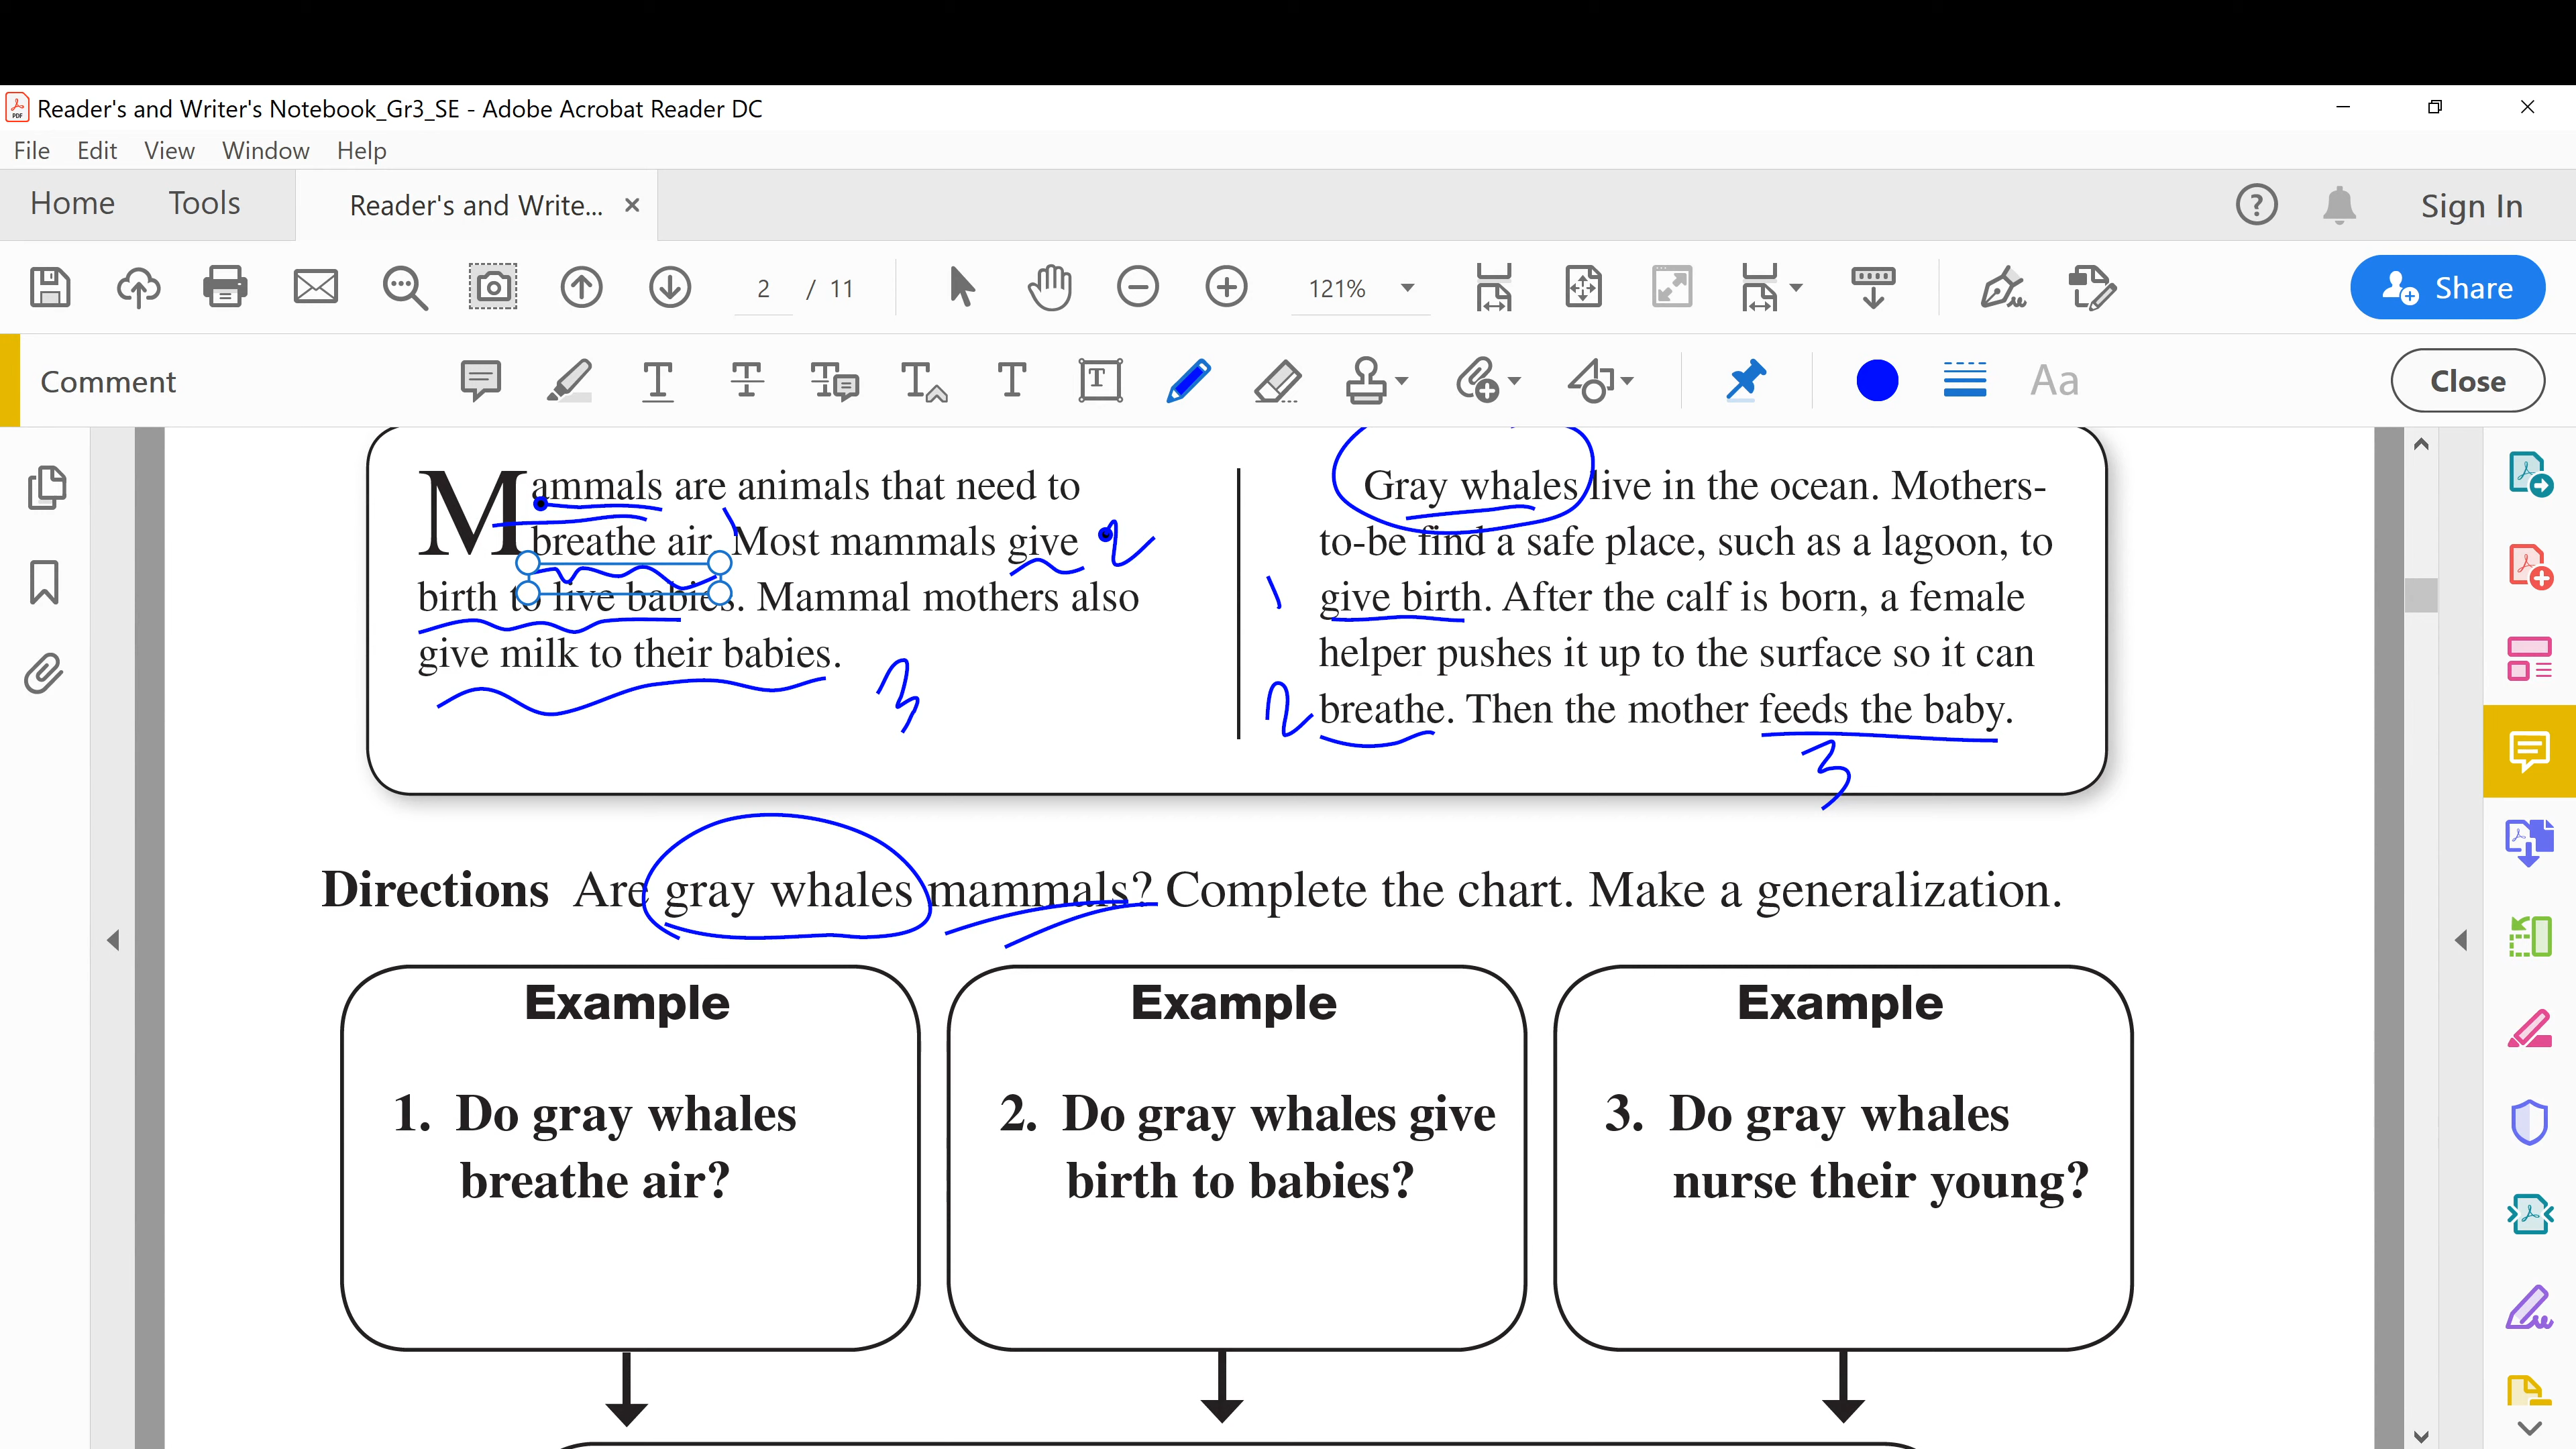 Reader's and Writer's Notebook_Gr3_SE - Adobe Acrobat Reader DC
File Edit View Window Help
Home Tools Reader's and Write... × ? Sign In
2 / 11 121% Share
Comment Aa Close
Mammals are animals that need to
breathe air. Most mammals give 2
birth to live babies. Mammal mothers also
give milk to their babies.
3
Gray whales live in the ocean. Mothers-
to-be find a safe place, such as a lagoon, to
1 give birth. After the calf is born, a female
helper pushes it up to the surface so it can
2 breathe. Then the mother feeds the baby.
3
Directions Are gray whales mammals? Complete the chart. Make a generalization.
Example
1. Do gray whales
breathe air?
Example
2. Do gray whales give
birth to babies?
Example
3. Do gray whales
nurse their young?